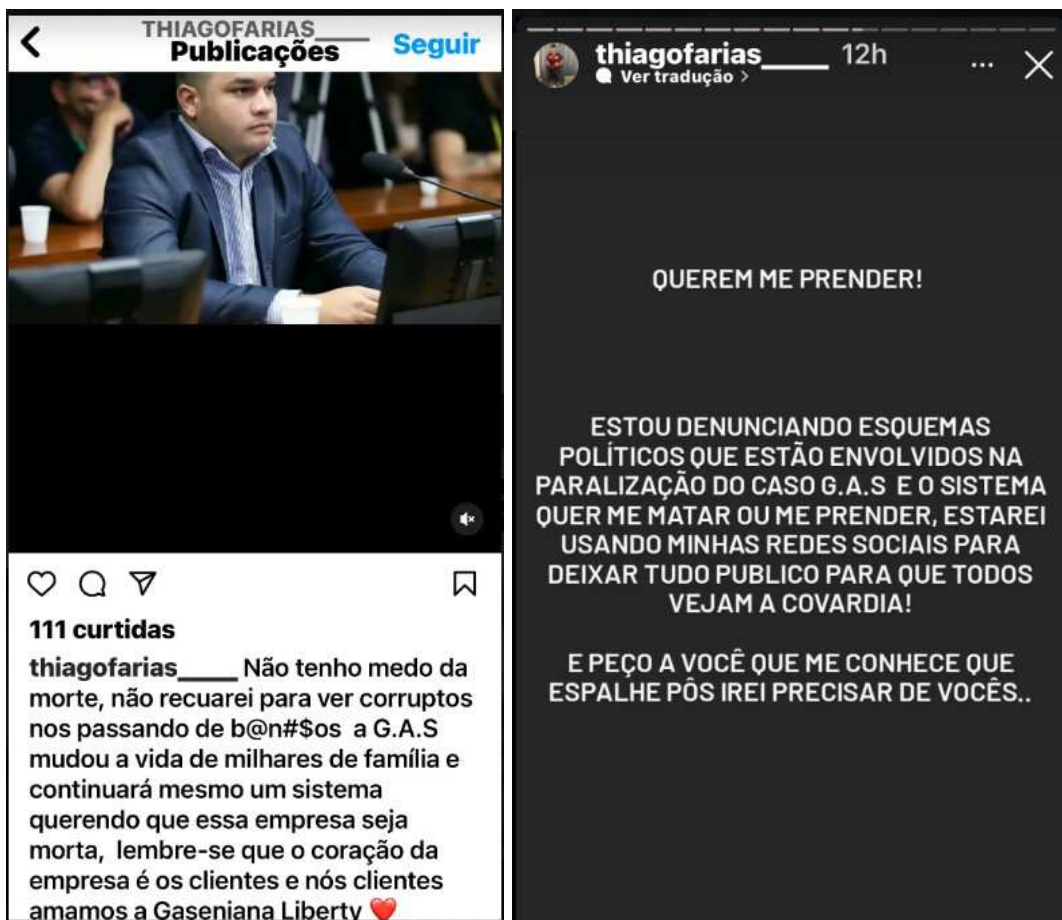 THIAGOFARIAS_____
Publicações
Seguir
111 curtidas
thiagofarias_____ Não tenho medo da
morte, não recuarei para ver corruptos
nos passando de b@n#$os a G.A.S
mudou a vida de milhares de família e
continuará mesmo um sistema
querendo que essa empresa seja
morta, lembre-se que o coração da
empresa é os clientes e nós clientes
amamos a Gaseniana Liberty ❤️
thiagofarias_____ 12h
Ver tradução >
QUEREM ME PRENDER!
ESTOU DENUNCIANDO ESQUEMAS
POLÍTICOS QUE ESTÃO ENVOLVIDOS NA
PARALIZAÇÃO DO CASO G.A.S E O SISTEMA
QUER ME MATAR OU ME PRENDER, ESTAREI
USANDO MINHAS REDES SOCIAIS PARA
DEIXAR TUDO PUBLICO PARA QUE TODOS
VEJAM A COVARDIA!
E PEÇO A VOCÊ QUE ME CONHECE QUE
ESPALHE PÔS IREI PRECISAR DE VOCÊS..